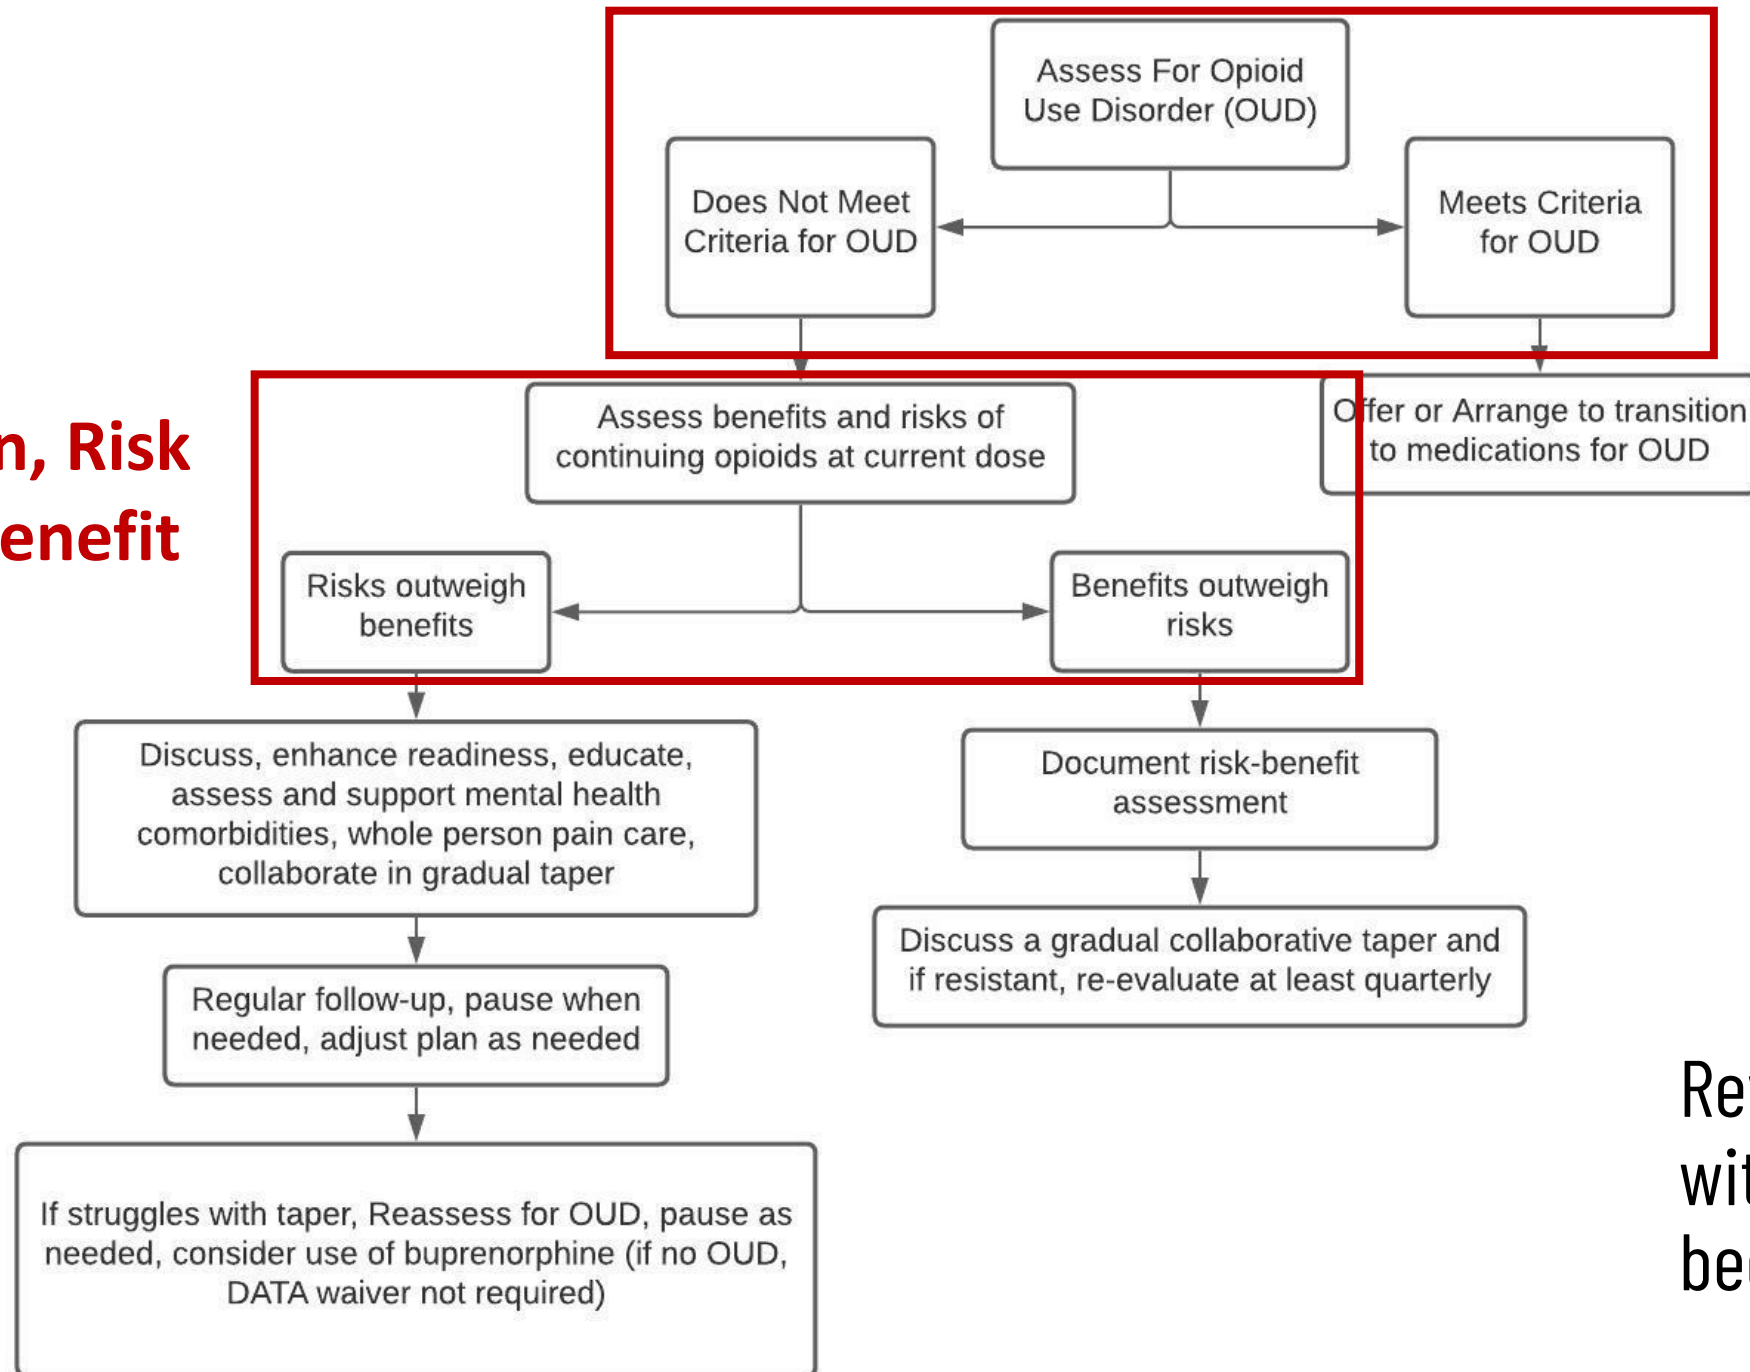 Assess For Opioid
Use Disorder (OUD)
Does Not Meet
Criteria for OUD
Meets Criteria
for OUD
n, Risk
enefit
Assess benefits and risks of
continuing opioids at current dose
Offer or Arrange to transition
to medications for OUD
Risks outweigh
benefits
Benefits outweigh
risks
Discuss, enhance readiness, educate,
assess and support mental health
comorbidities, whole person pain care,
collaborate in gradual taper
Document risk-benefit
assessment
Regular follow-up, pause when
needed, adjust plan as needed
Discuss a gradual collaborative taper and
if resistant, re-evaluate at least quarterly
If struggles with taper, Reassess for OUD, pause as
needed, consider use of buprenorphine (if no OUD,
DATA waiver not required)
Re
wit
be